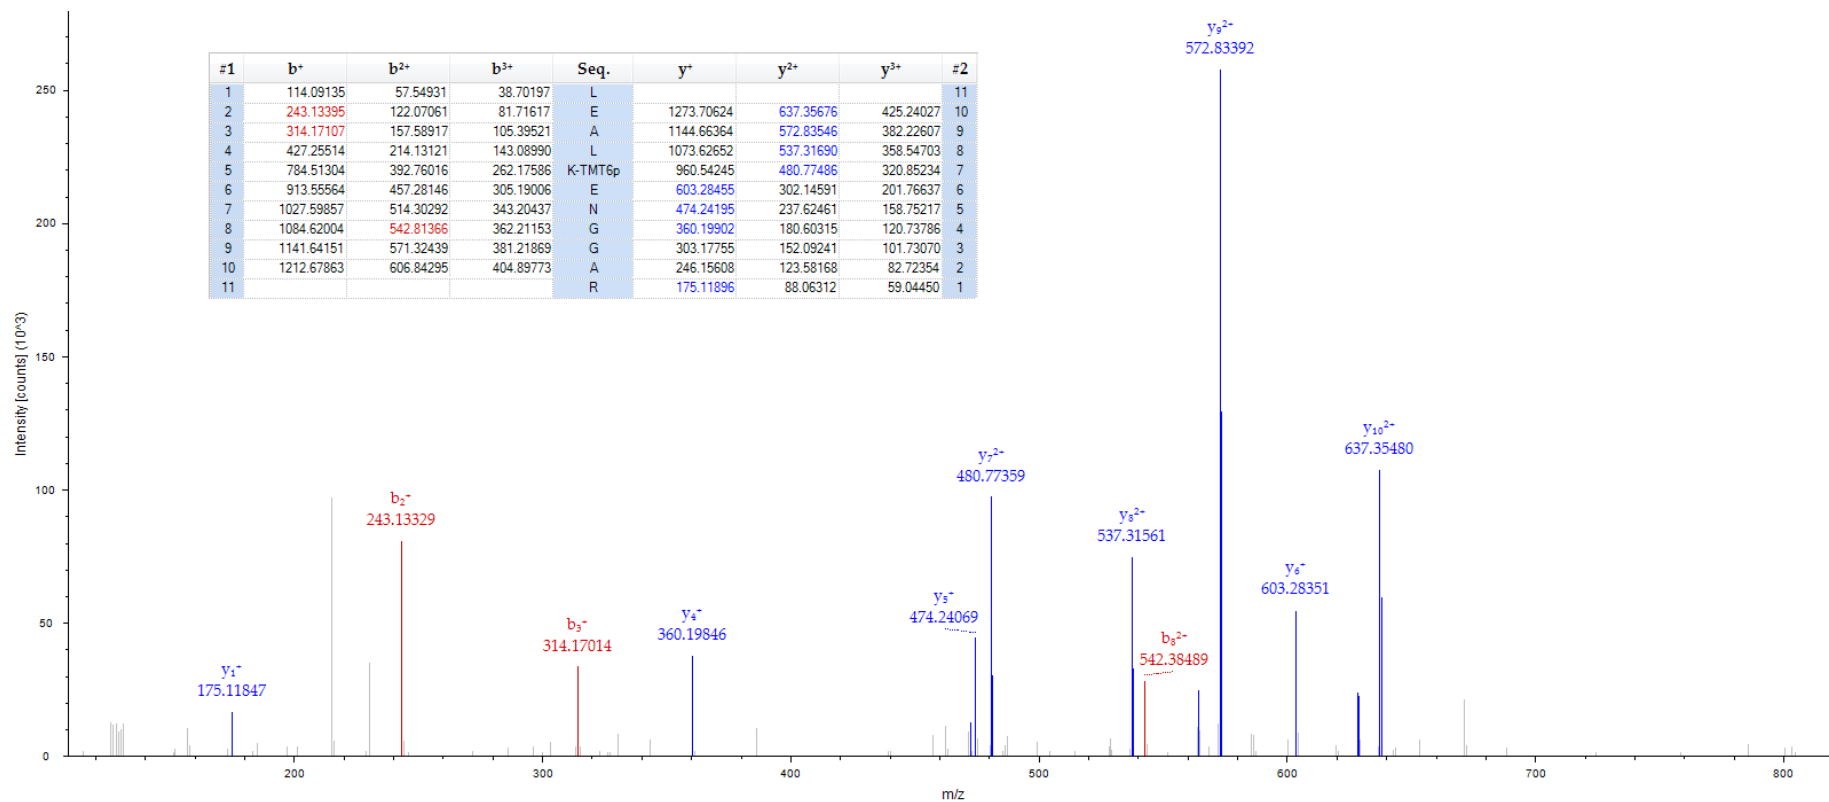 y₉²⁺
572.83392
#1 b⁺ b²⁺ b³⁺ Seq. y⁺ y²⁺ y³⁺ #2
1 114.09135 57.54931 38.70197 L 11
2 243.13395 122.07061 81.71617 E 1273.70624 637.35676 425.24027 10
3 314.17107 157.58917 105.39521 A 1144.66364 572.83546 382.22607 9
4 427.25514 214.13121 143.08990 L 1073.62652 537.31690 358.54703 8
5 784.51304 392.76016 262.17586 K-TMT6p 960.54245 480.77486 320.85234 7
6 913.55564 457.28146 305.19006 E 603.28455 302.14591 201.76637 6
7 1027.59857 514.30292 343.20437 N 474.24195 237.62461 158.75217 5
8 1084.62004 542.81366 362.21153 G 360.19902 180.60315 120.73786 4
9 1141.64151 571.32439 381.21869 G 303.17755 152.09241 101.73070 3
10 1212.67863 606.84295 404.89773 A 246.15608 123.58168 82.72354 2
11 R 175.11896 88.06312 59.04450 1
Intensity [counts] (10^3)
250
200
150
100
50
0
y₁⁺
175.11847
b₂⁺
243.13329
b₃⁺
314.17014
y₄⁺
360.19846
y₅⁺
474.24069
y₇²⁺
480.77359
y₈²⁺
537.31561
b₈²⁺
542.38489
y₆⁺
603.28351
y₁₀²⁺
637.35480
200 300 400 500 600 700 800
m/z